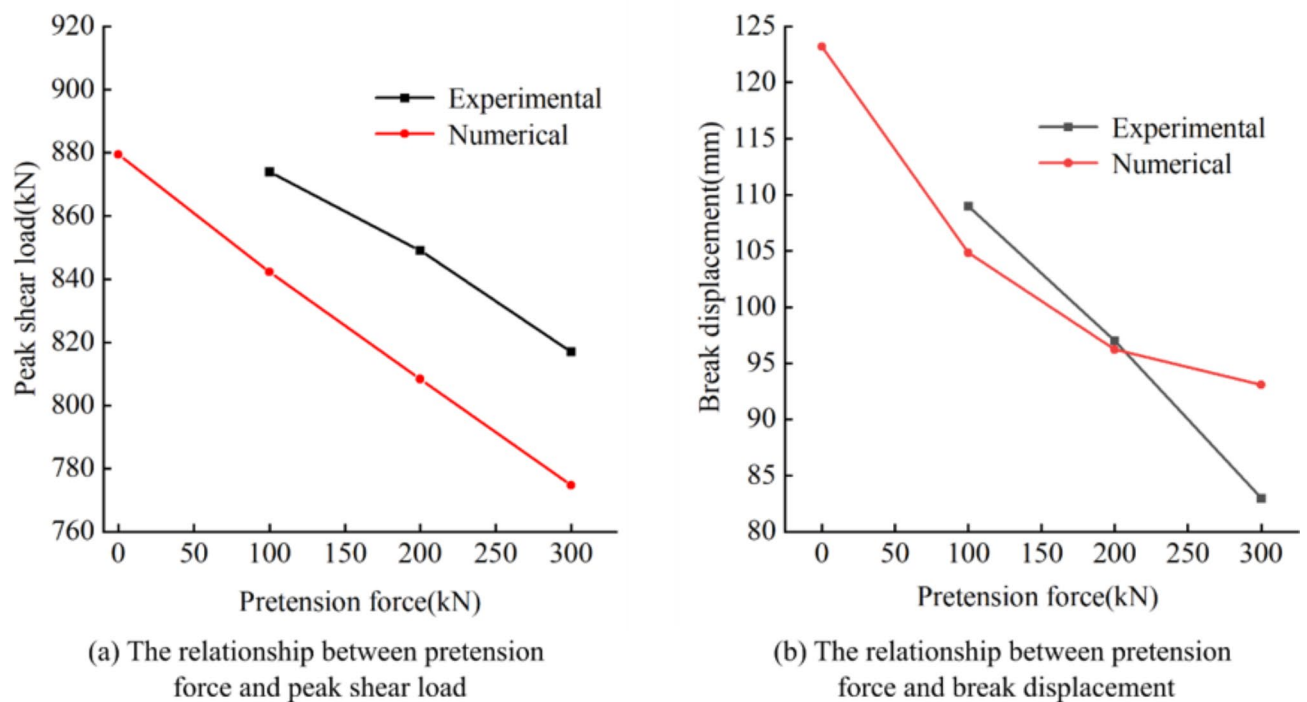 920
900
880
860
840
820
800
780
760
Peak shear load(kN)
Experimental
Numerical
0 50 100 150 200 250 300
Pretension force(kN)
(a) The relationship between pretension
force and peak shear load
125
120
115
110
105
100
95
90
85
80
Break displacement(mm)
Experimental
Numerical
0 50 100 150 200 250 300
Pretension force(kN)
(b) The relationship between pretension
force and break displacement